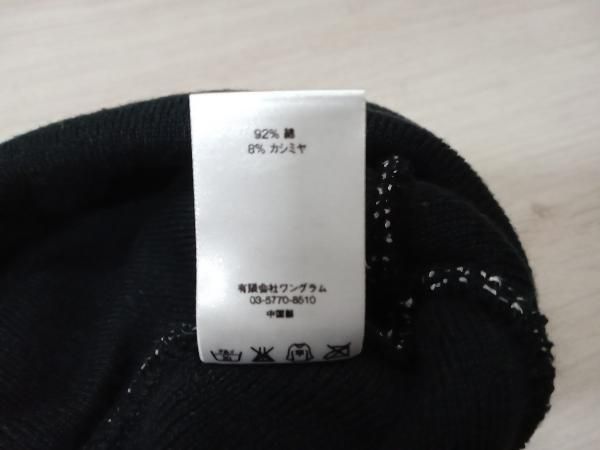 92% 綿
8% カシミヤ
有限会社ワングラム
03-5770-8510
中国製